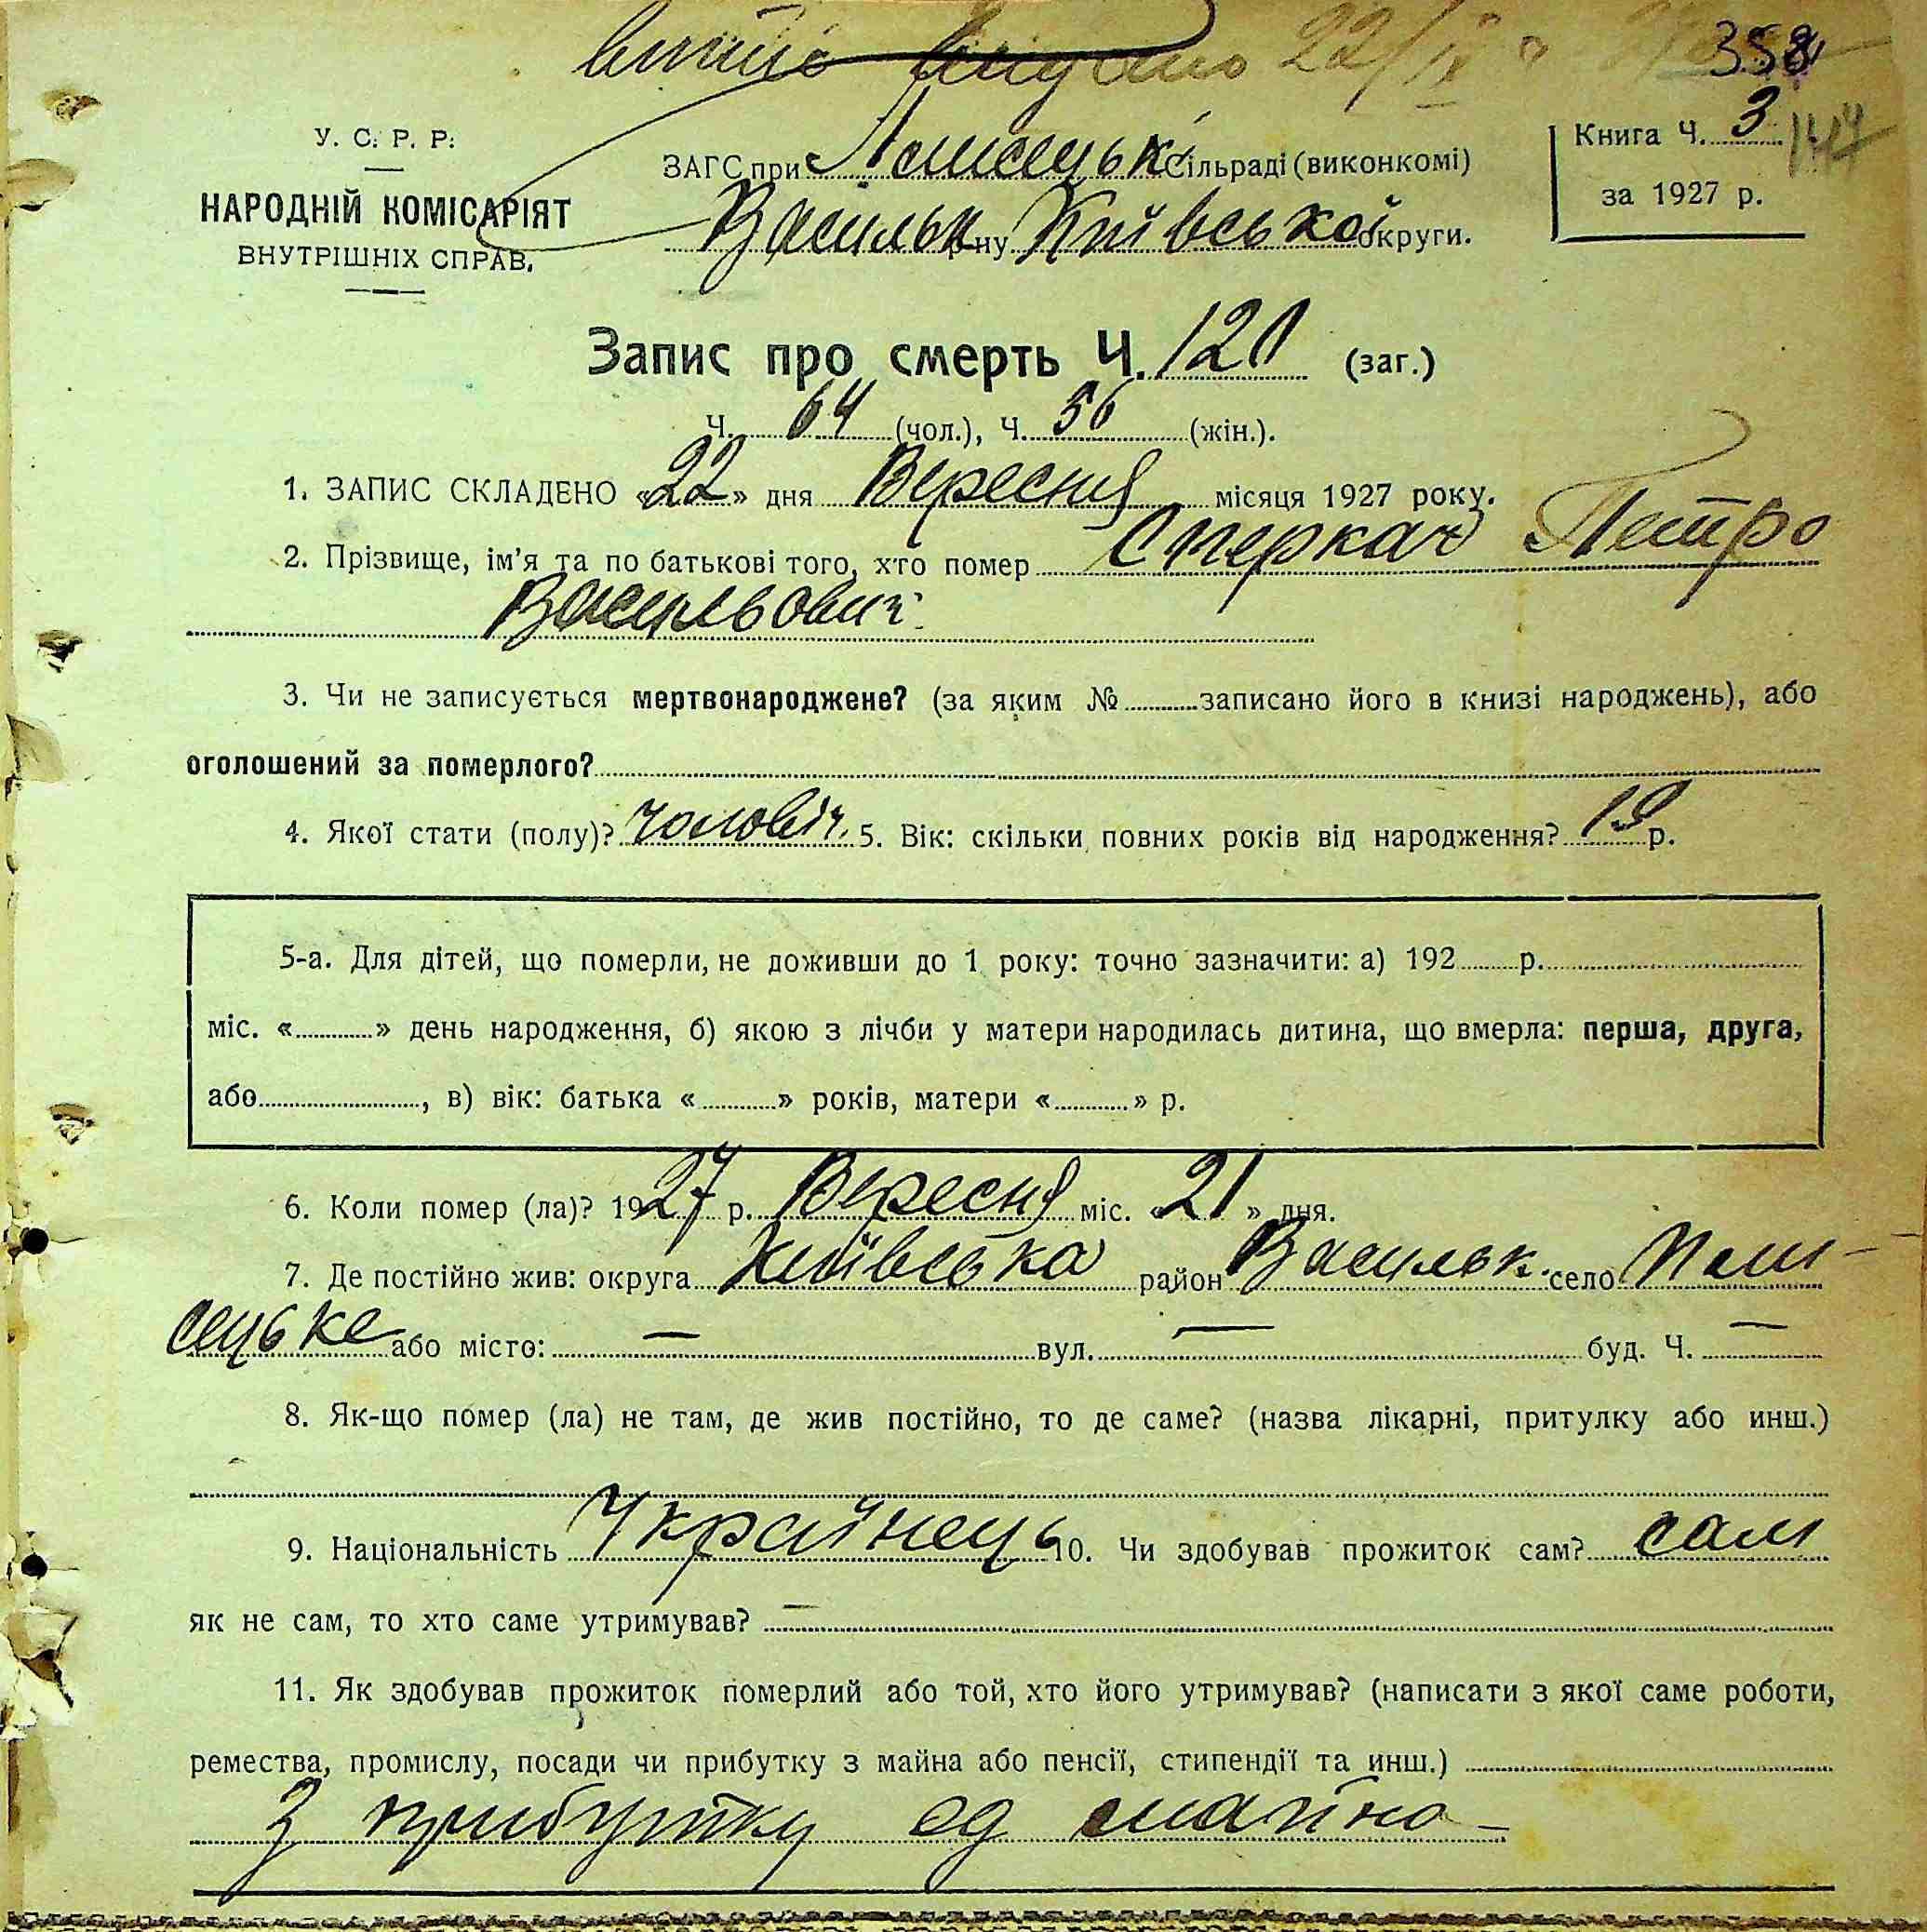 витяг видано 22/IX
358
У. С. Р. Р.
НАРОДНІЙ КОМІСАРІЯТ
ВНУТРІШНІХ СПРАВ.
ЗАГС при Сільраді (виконкомі)
Васильк р-ну Київської округи.
Книга Ч. 3
147
за 1927 р.
Запис про смерть Ч. 120 (заг.)
Ч. 64 (чол.), Ч. 56 (жін.).
1. ЗАПИС СКЛАДЕНО «22» дня Вересня місяця 1927 року.
2. Прізвище, ім'я та по батькові того, хто помер Сперкач Петро
Васильович
3. Чи не записується мертвонароджене? (за яким № записано його в книзі народжень), або
оголошений за померлого?
4. Якої стати (полу)? чоловіч. 5. Вік: скільки повних років від народження? 19 р.
5-а. Для дітей, що померли, не доживши до 1 року: точно зазначити: а) 192 р.
міс. « » день народження, б) якою з лічби у матери народилась дитина, що вмерла: перша, друга,
або , в) вік: батька « » років, матери « » р.
6. Коли помер (ла)? 1927 р. Вересня міс. «21» дня.
7. Де постійно жив: округа Київська район Васильк. село
або місто: — вул. — буд. Ч. —
8. Як-що помер (ла) не там, де жив постійно, то де саме? (назва лікарні, притулку або инш.)
9. Національність Українець 10. Чи здобував прожиток сам? сам
як не сам, то хто саме утримував? —
11. Як здобував прожиток померлий або той, хто його утримував? (написати з якої саме роботи,
ремества, промислу, посади чи прибутку з майна або пенсії, стипендії та инш.)
З прибутку од майна